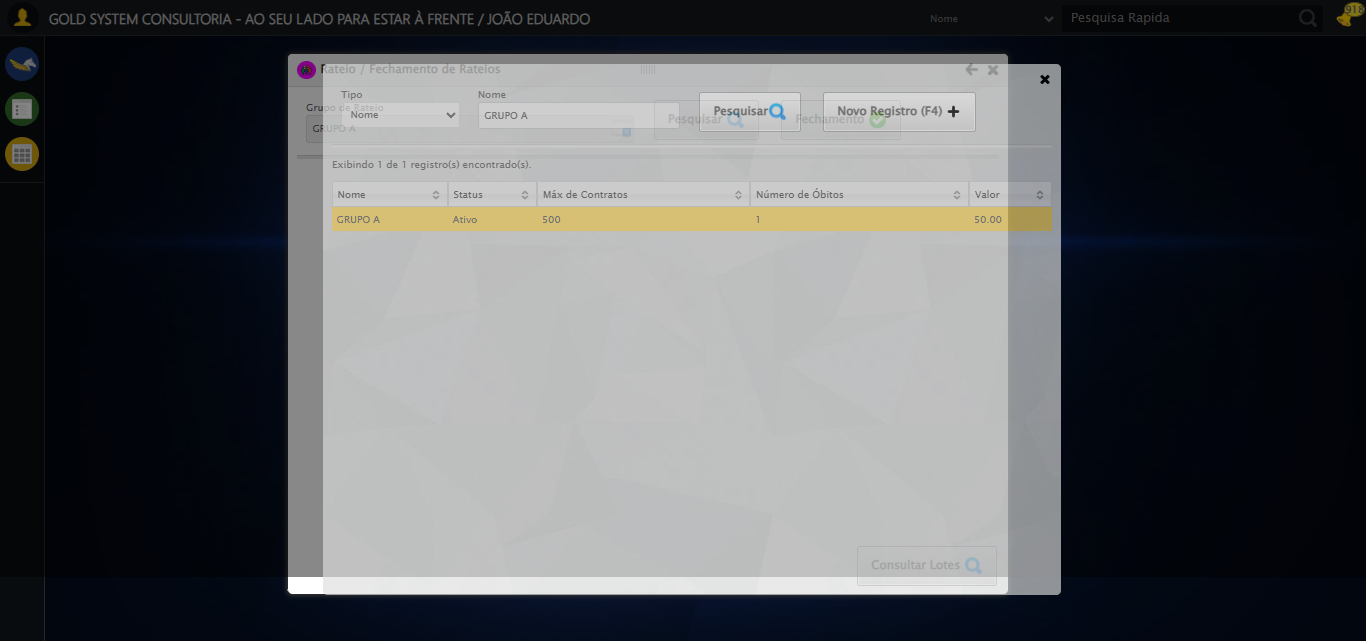 GOLD SYSTEM CONSULTORIA - AO SEU LADO PARA ESTAR À FRENTE / JOÃO EDUARDO
Nome
Pesquisa Rapida
918
Rateio / Fechamento de Rateios
Tipo
Nome
Grupo de Rateio
Nome
GRUPO A
Pesquisar
Novo Registro (F4)
GRUPO A
Pesquisar
Fechamento
Exibindo 1 de 1 registro(s) encontrado(s).
Nome Status Máx de Contratos Número de Óbitos Valor
GRUPO A Ativo 500 1 50.00
Consultar Lotes